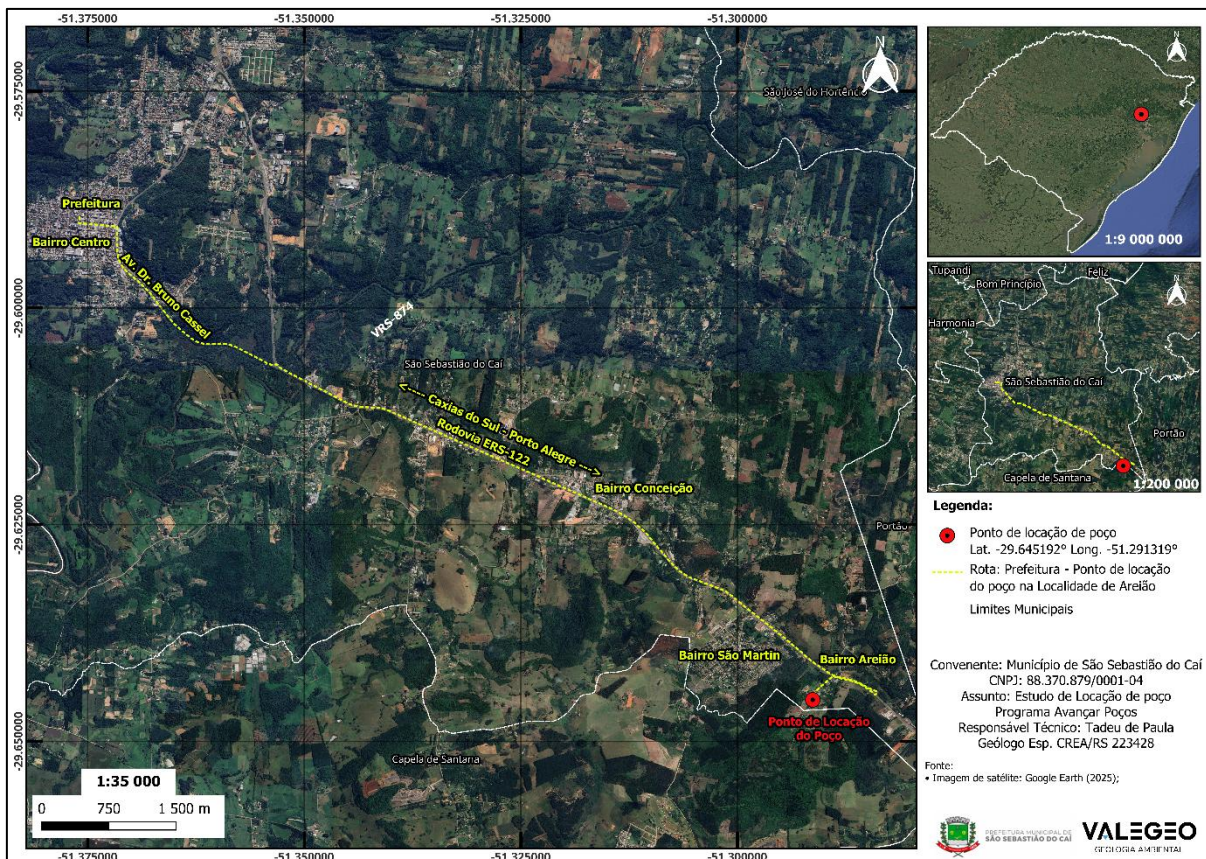 -51.375000
-51.350000
-51.325000
-51.300000
-29.575000
-29.600000
-29.625000
-29.650000
São José do Hortêncio
Prefeitura
Bairro Centro
Av. Dr. Bruno Cassel
VRS-874
São Sebastião do Caí
<---- Caxias do Sul - Porto Alegre ---->
Rodovia ERS-122
Bairro Conceição
Portão
Bairro São Martin
Bairro Areião
Ponto de Locação
do Poço
Capela de Santana
1:35 000
0 750 1 500 m
-51.375000
-51.350000
-51.325000
-51.300000
N
1:9 000 000
N
Tupandi
Bom Princípio
Feliz
Harmonia
São Sebastião do Caí
Portão
Capela de Santana
1:200 000
Legenda:
Ponto de locação de poço
Lat. -29.645192º Long. -51.291319º
Rota: Prefeitura - Ponto de locação
do poço na Localidade de Areião
Limites Municipais
Convenente: Município de São Sebastião do Caí
CNPJ: 88.370.879/0001-04
Assunto: Estudo de Locação de poço
Programa Avançar Poços
Responsável Técnico: Tadeu de Paula
Geólogo Esp. CREA/RS 223428
Fonte:
• Imagem de satélite: Google Earth (2025);
PREFEITURA MUNICIPAL DE
SÃO SEBASTIÃO DO CAÍ
VALEGEO
GEOLOGIA AMBIENTAL